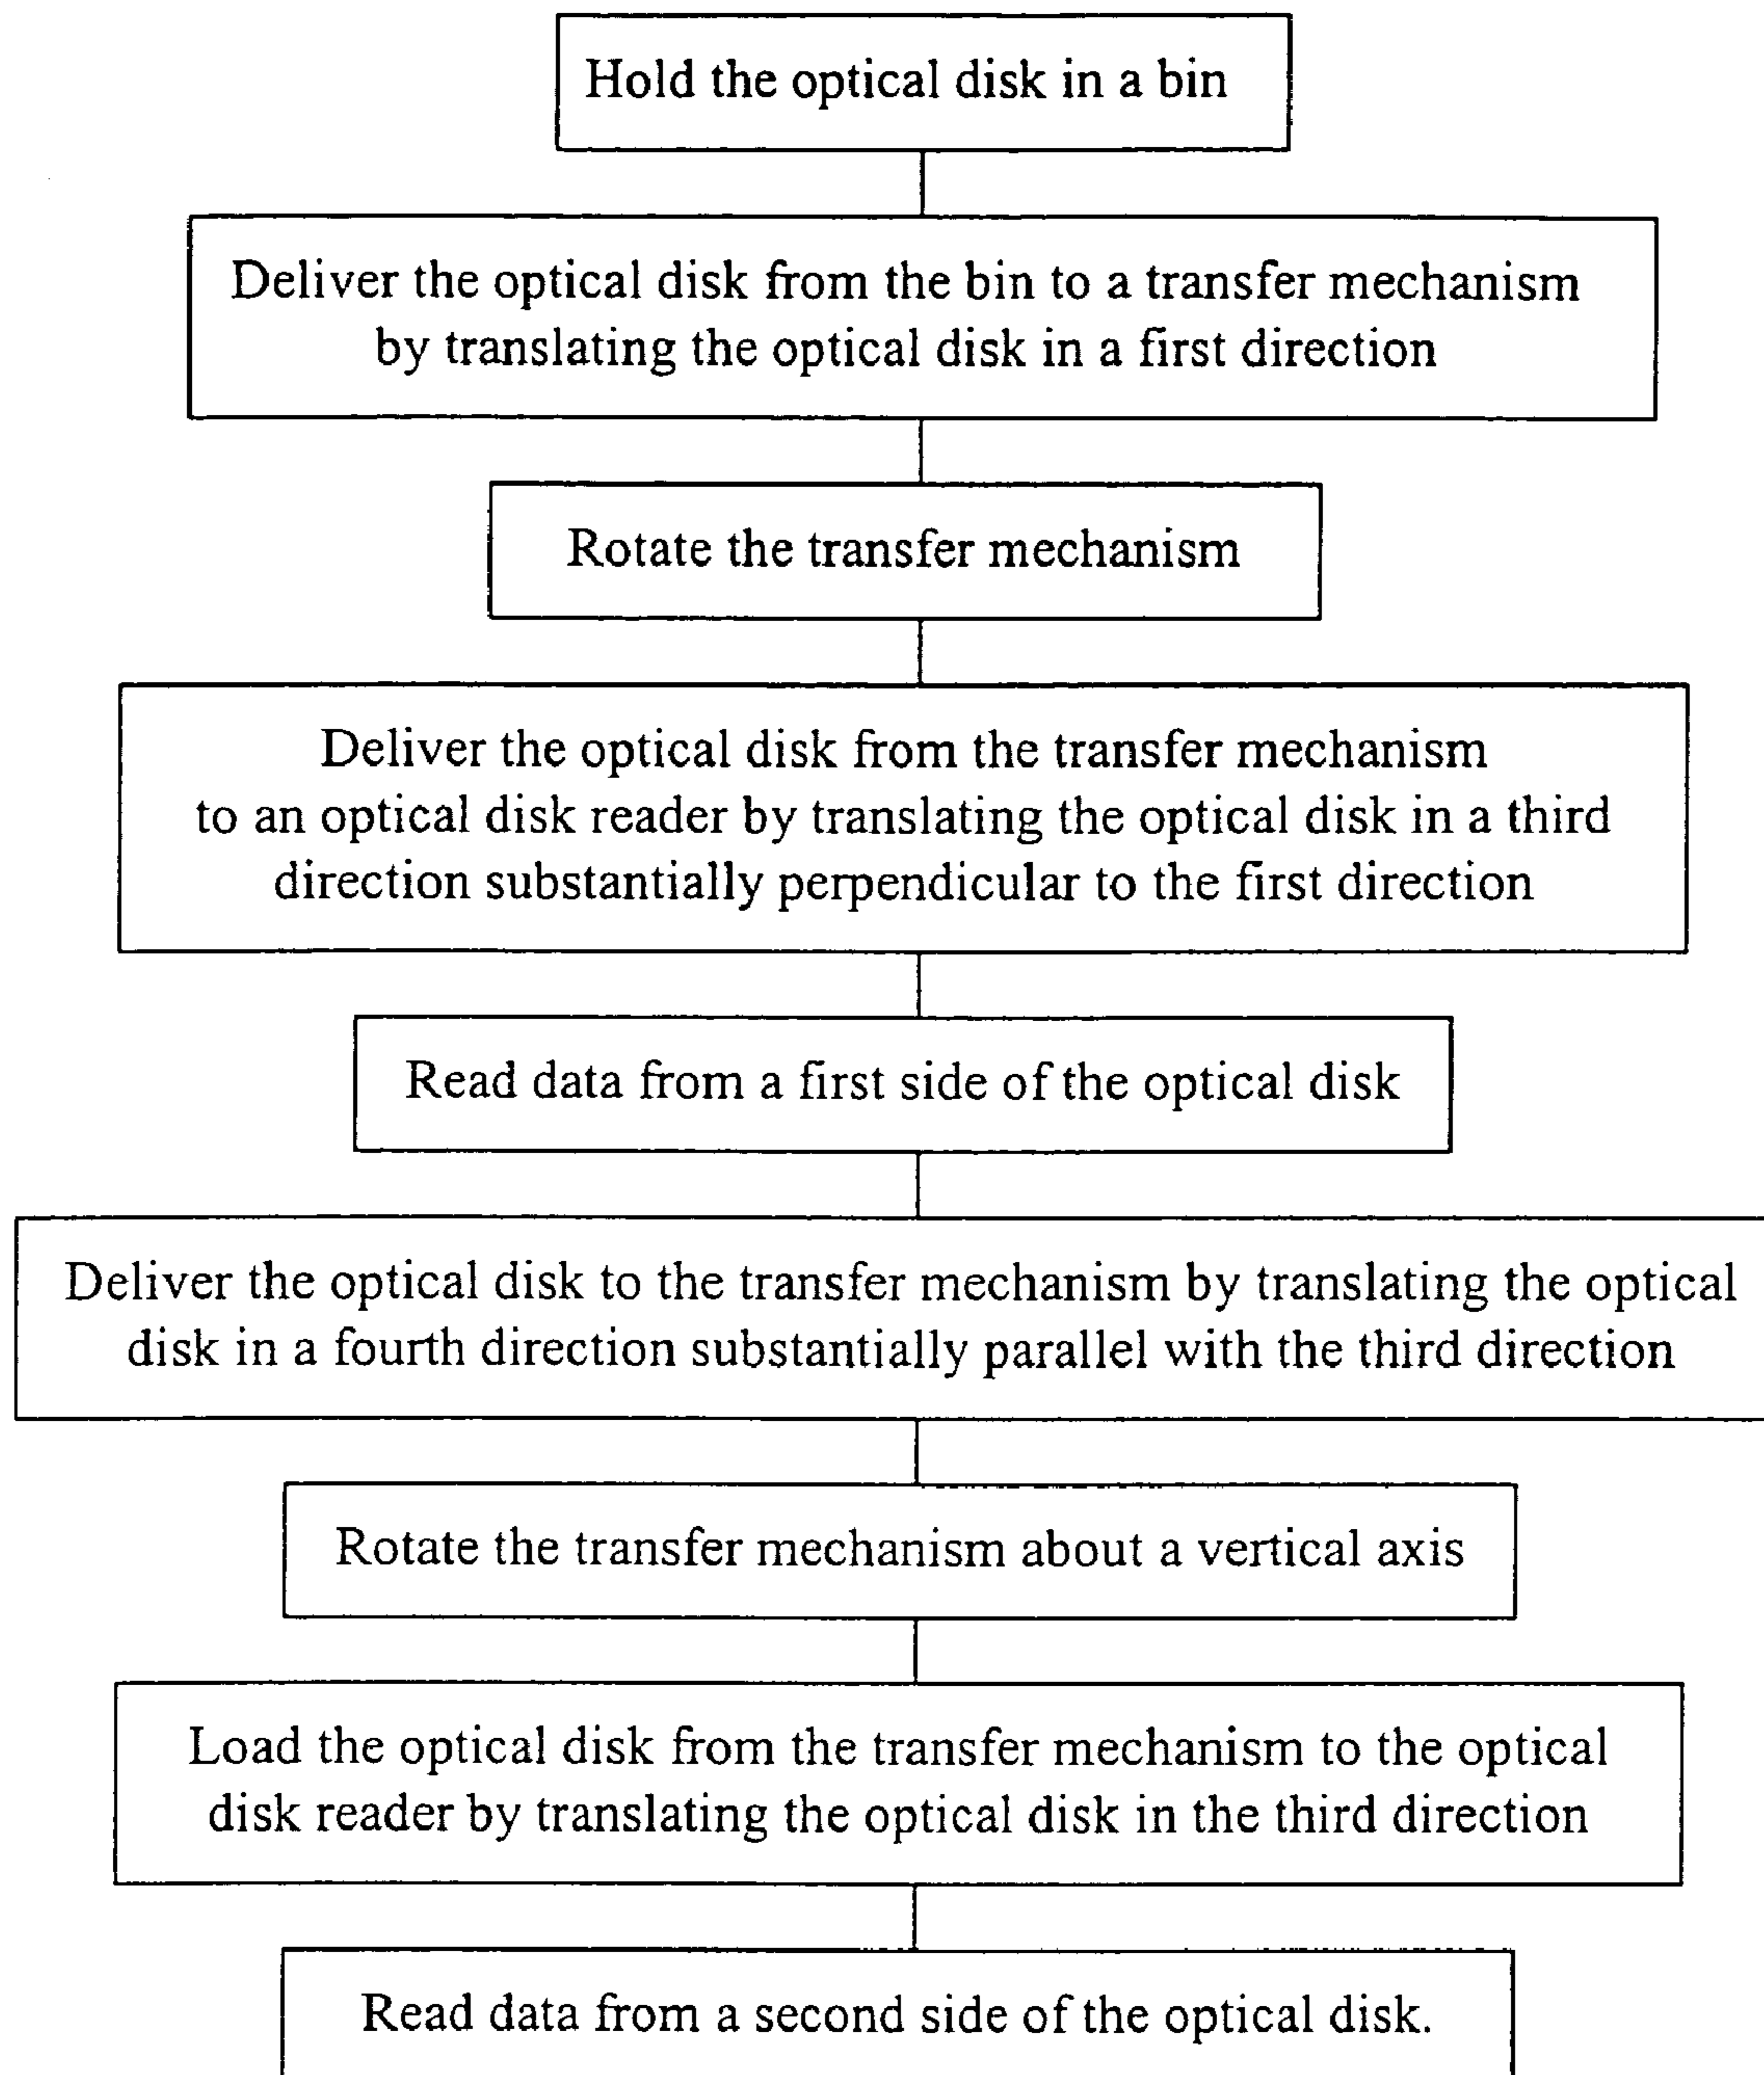 Hold the optical disk in a bin
Deliver the optical disk from the bin to a transfer mechanism
by translating the optical disk in a first direction
Rotate the transfer mechanism
Deliver the optical disk from the transfer mechanism
to an optical disk reader by translating the optical disk in a third
direction substantially perpendicular to the first direction
Read data from a first side of the optical disk
Deliver the optical disk to the transfer mechanism by translating the optical
disk in a fourth direction substantially parallel with the third direction
Rotate the transfer mechanism about a vertical axis
Load the optical disk from the transfer mechanism to the optical
disk reader by translating the optical disk in the third direction
Read data from a second side of the optical disk.